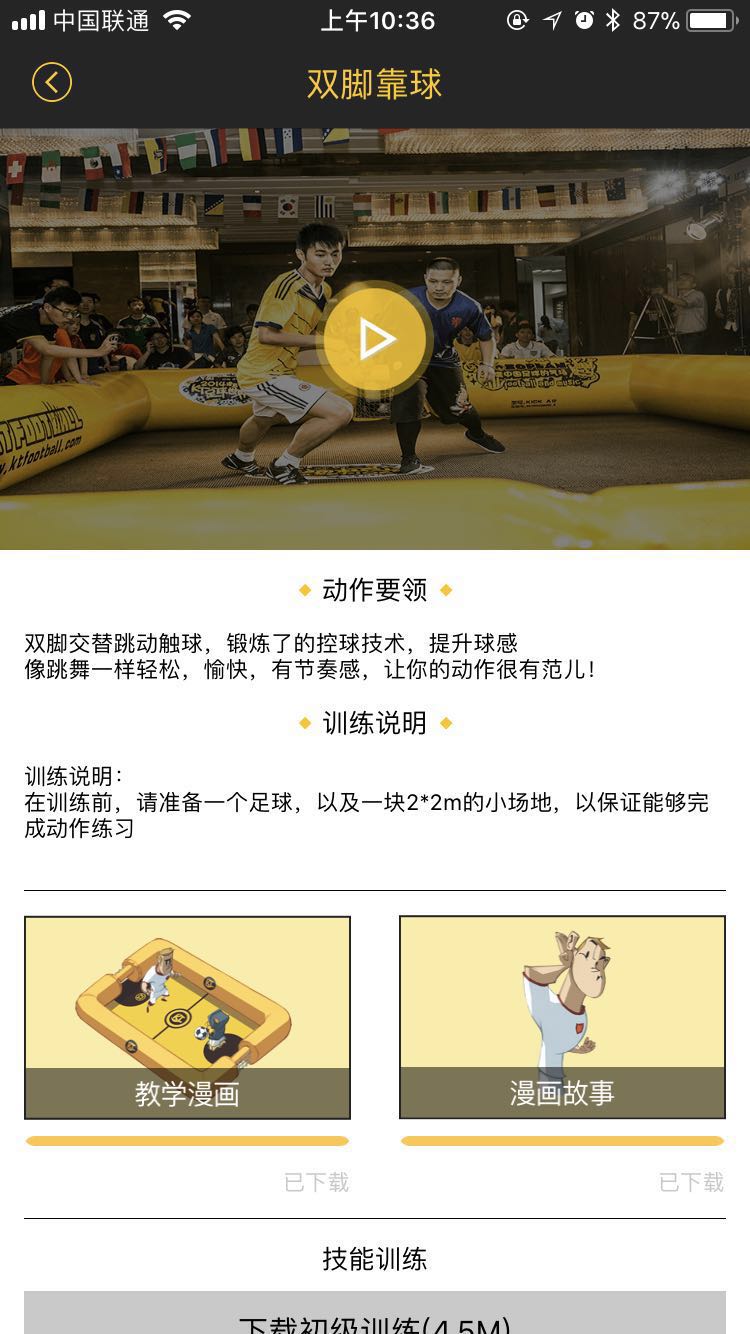 中国联通
上午10:36
87%
双脚靠球
KTFOOTBALL
www.ktfootball.com
football and music
动作要领
双脚交替跳动触球，锻炼了的控球技术，提升球感
像跳舞一样轻松，愉快，有节奏感，让你的动作很有范儿！
训练说明
训练说明：
在训练前，请准备一个足球，以及一块2*2m的小场地，以保证能够完
成动作练习
教学漫画
漫画故事
已下载
已下载
技能训练
下载初级训练(4.5M)